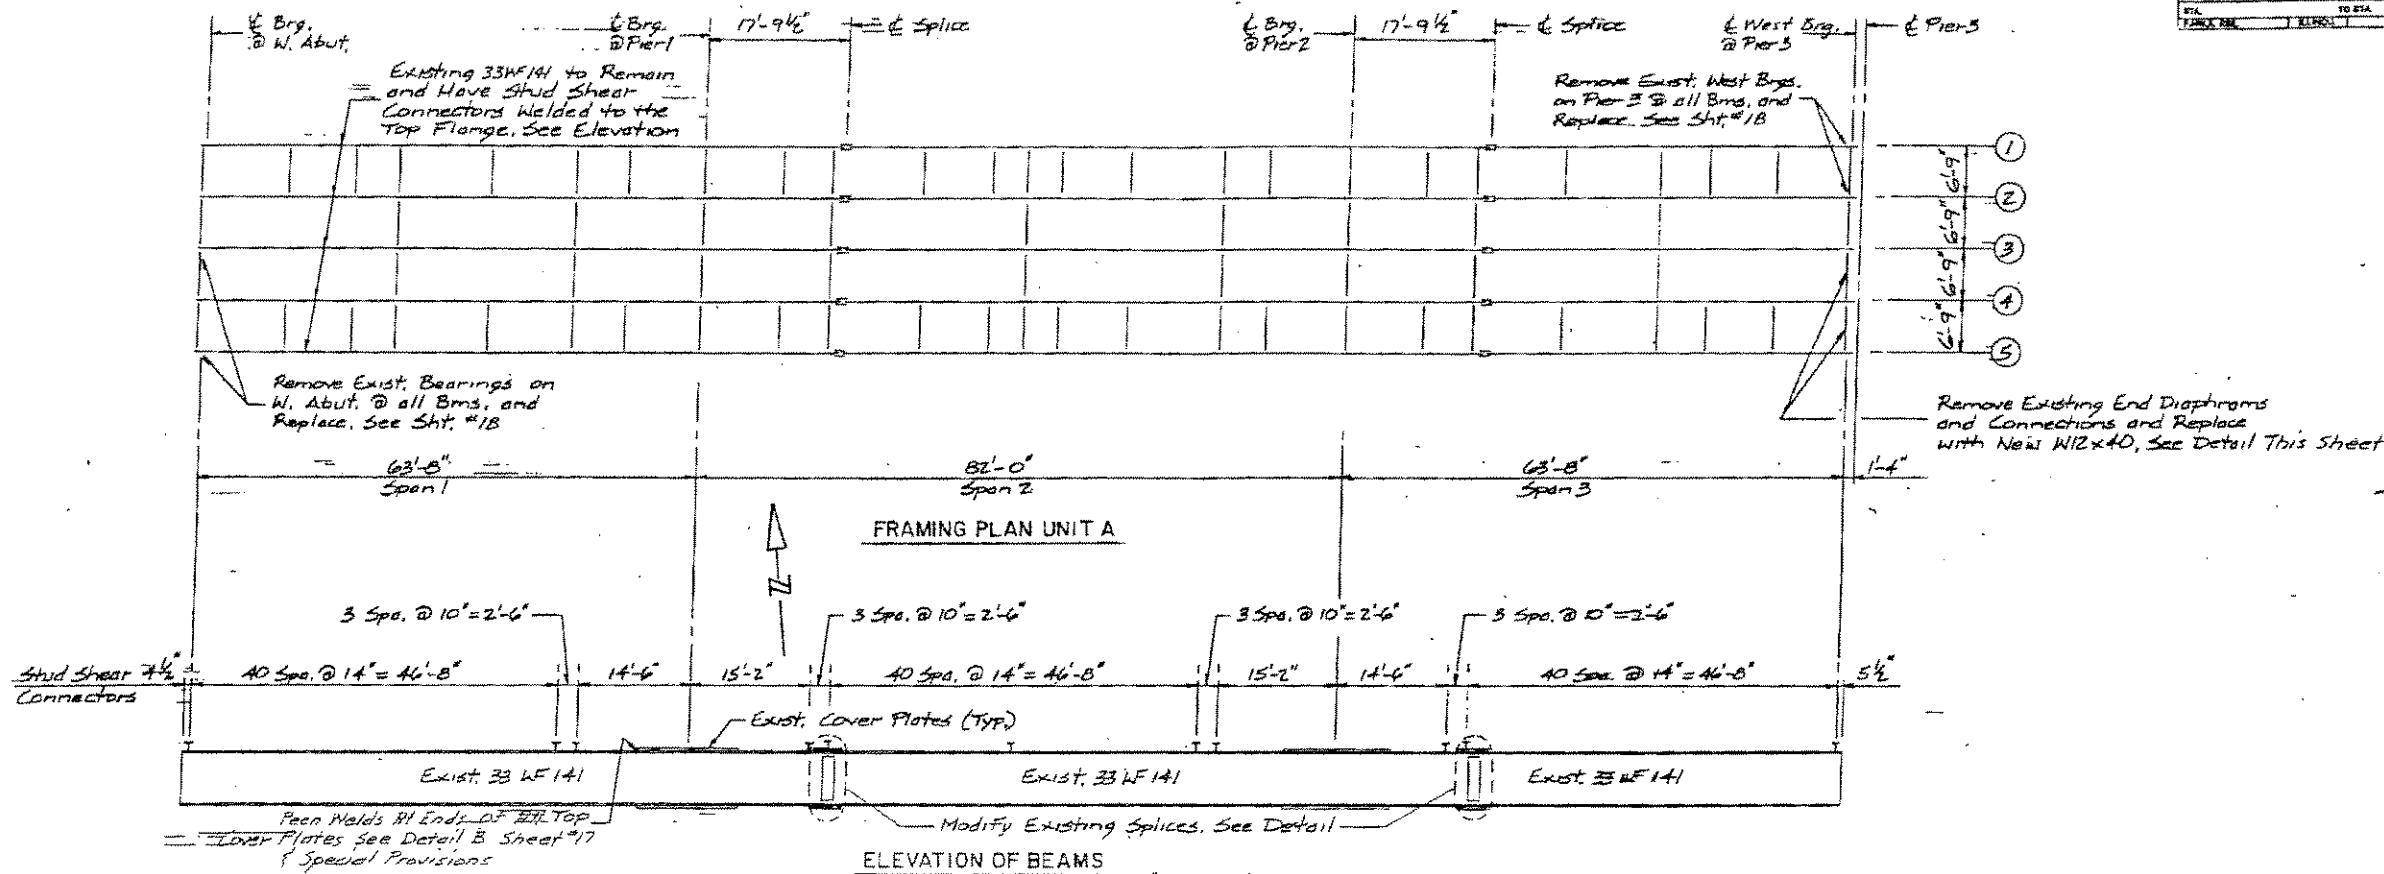 ℄ Brg.
@ W. Abut.
℄ Brg.
@ Pier 1
17'-9½"
℄ Splice
℄ Brg.
@ Pier 2
17'-9½"
℄ Splice
℄ West Brg.
@ Pier 3
℄ Pier 3
STA.
TO STA.
Existing 33WF141 to Remain
and Have Stud Shear
Connectors Welded to the
Top Flange, See Elevation
Remove Exist. West Brgs.
on Pier 3 @ all Bms, and
Replace. See Sht. #18
1
2
3
4
5
6'-9"
6'-9"
6'-9"
6'-9"
Remove Exist. Bearings on
W. Abut. @ all Bms, and
Replace. See Sht. #18
Remove Existing End Diaphrams
and Connections and Replace
with New W12x40, See Detail This Sheet
63'-8"
Span 1
82'-0"
Span 2
63'-8"
Span 3
1'-4"
FRAMING PLAN UNIT A
N
3 Spa. @ 10" = 2'-6"
3 Spa. @ 10" = 2'-6"
3 Spa. @ 10" = 2'-6"
3 Spa. @ 10" = 2'-6"
Stud Shear
Connectors
4½"
40 Spa. @ 14" = 46'-8"
14'-6"
15'-2"
40 Spa. @ 14" = 46'-8"
15'-2"
14'-6"
40 Spa. @ 14" = 46'-8"
5½"
Exist. Cover Plates (Typ.)
Exist. 33 WF 141
Exist. 33 WF 141
Exist. 33 WF 141
Peen Welds At Ends of Top
Cover Plates See Detail B Sheet #17
& Special Provisions
Modify Existing Splices. See Detail
ELEVATION OF BEAMS